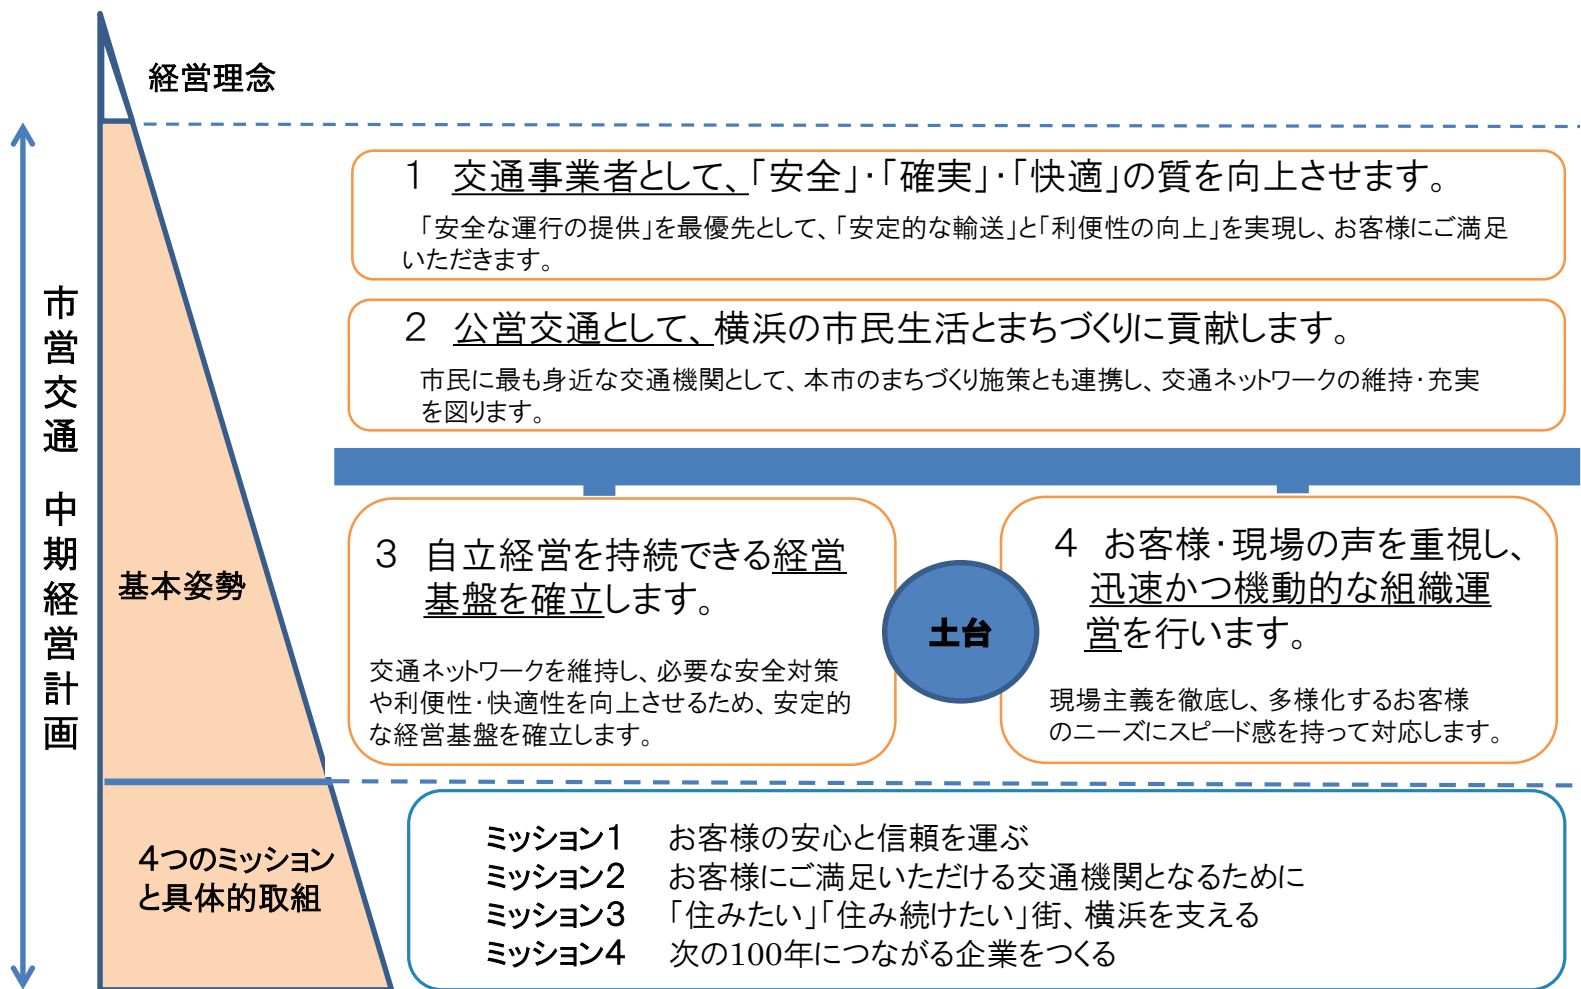 経営理念
市営交通 中期経営計画
1 交通事業者として、「安全」・「確実」・「快適」の質を向上させます。
「安全な運行の提供」を最優先として、「安定的な輸送」と「利便性の向上」を実現し、お客様にご満足
いただきます。
2 公営交通として、横浜の市民生活とまちづくりに貢献します。
市民に最も身近な交通機関として、本市のまちづくり施策とも連携し、交通ネットワークの維持・充実
を図ります。
基本姿勢
3 自立経営を持続できる経営
基盤を確立します。
交通ネットワークを維持し、必要な安全対策
や利便性・快適性を向上させるため、安定的
な経営基盤を確立します。
土台
4 お客様・現場の声を重視し、
迅速かつ機動的な組織運
営を行います。
現場主義を徹底し、多様化するお客様
のニーズにスピード感を持って対応します。
4つのミッション
と具体的取組
ミッション1 お客様の安心と信頼を運ぶ
ミッション2 お客様にご満足いただける交通機関となるために
ミッション3 「住みたい」「住み続けたい」街、横浜を支える
ミッション4 次の100年につながる企業をつくる